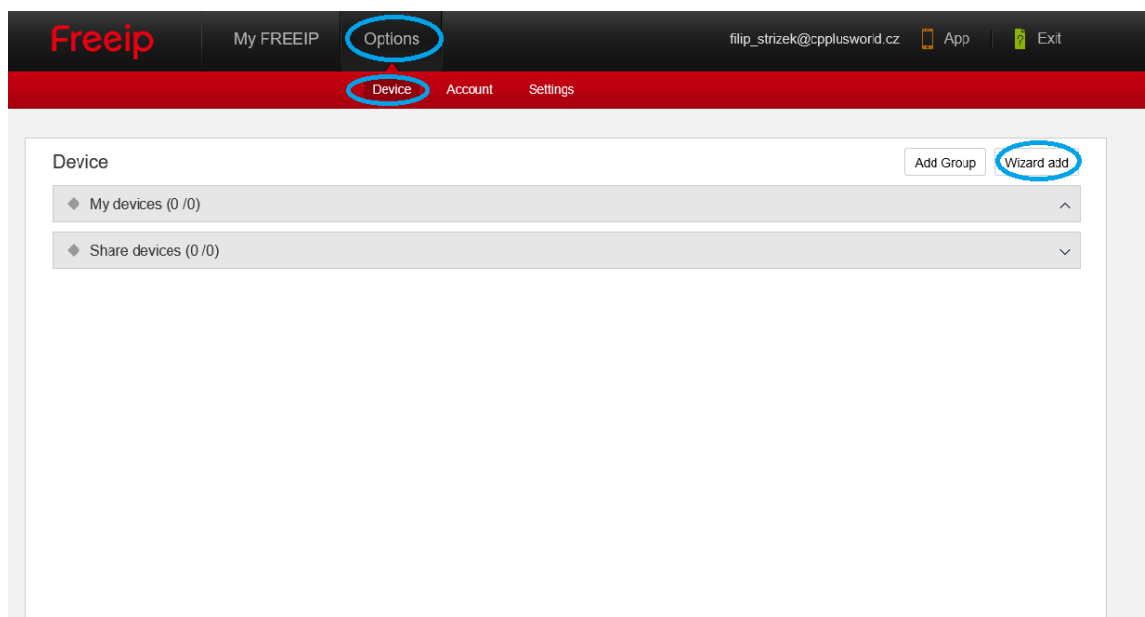 Freeip My FREEIP Options filip_strizek@cpplusworld.cz App Exit
Device Account Settings
Device Add Group Wizard add
My devices (0 /0)
Share devices (0 /0)